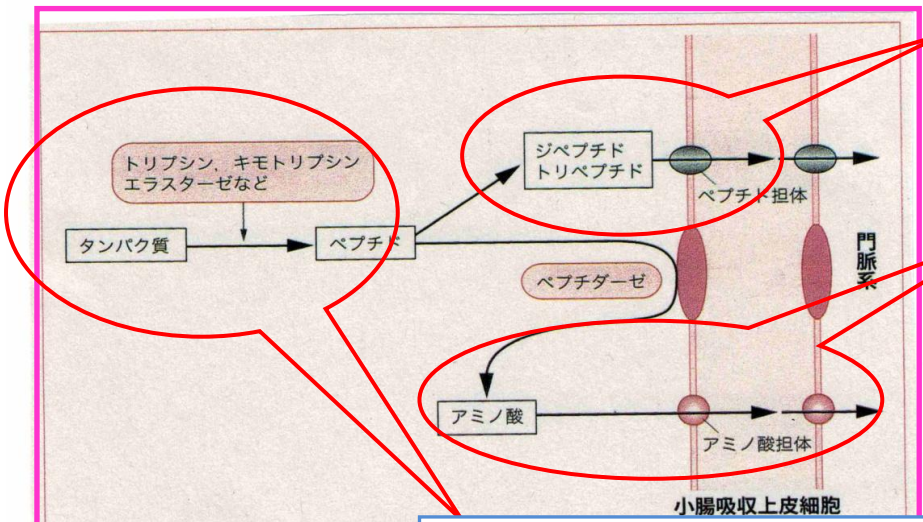 トリプシン，キモトリプシン
エラスターゼなど
タンパク質
ペプチド
ジペプチド
トリペプチド
ペプチド担体
ペプチダーゼ
門脈系
アミノ酸
アミノ酸担体
小腸吸収上皮細胞